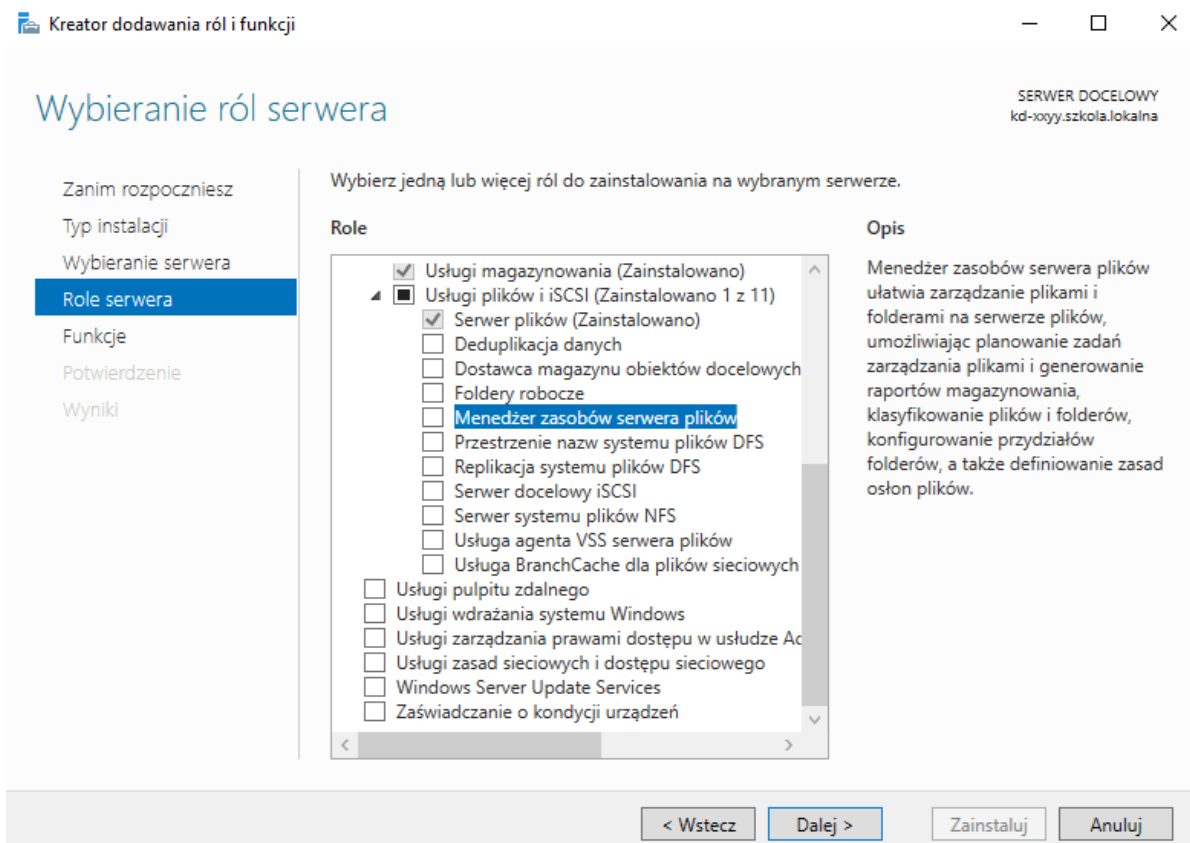 Kreator dodawania ról i funkcji
Wybieranie ról serwera
SERWER DOCELOWY
kd-xxyy.szkola.lokalna
Zanim rozpoczniesz
Typ instalacji
Wybieranie serwera
Role serwera
Funkcje
Potwierdzenie
Wyniki
Wybierz jedną lub więcej ról do zainstalowania na wybranym serwerze.
Role
Usługi magazynowania (Zainstalowano)
Usługi plików i iSCSI (Zainstalowano 1 z 11)
Serwer plików (Zainstalowano)
Deduplikacja danych
Dostawca magazynu obiektów docelowych
Foldery robocze
Menedżer zasobów serwera plików
Przestrzenie nazw systemu plików DFS
Replikacja systemu plików DFS
Serwer docelowy iSCSI
Serwer systemu plików NFS
Usługa agenta VSS serwera plików
Usługa BranchCache dla plików sieciowych
Usługi pulpitu zdalnego
Usługi wdrażania systemu Windows
Usługi zarządzania prawami dostępu w usłudze Ac
Usługi zasad sieciowych i dostępu sieciowego
Windows Server Update Services
Zaświadczanie o kondycji urządzeń
Opis
Menedżer zasobów serwera plików
ułatwia zarządzanie plikami i
folderami na serwerze plików,
umożliwiając planowanie zadań
zarządzania plikami i generowanie
raportów magazynowania,
klasyfikowanie plików i folderów,
konfigurowanie przydziałów
folderów, a także definiowanie zasad
osłon plików.
< Wstecz
Dalej >
Zainstaluj
Anuluj